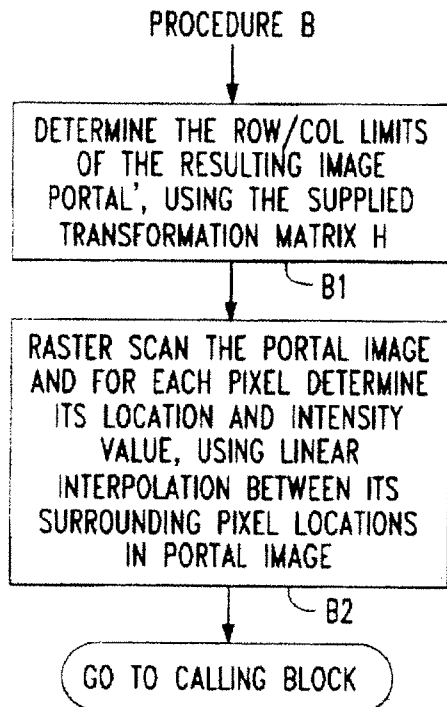 PROCEDURE B
DETERMINE THE ROW/COL LIMITS
OF THE RESULTING IMAGE
PORTAL', USING THE SUPPLIED
TRANSFORMATION MATRIX H
B1
RASTER SCAN THE PORTAL IMAGE
AND FOR EACH PIXEL DETERMINE
ITS LOCATION AND INTENSITY
VALUE, USING LINEAR
INTERPOLATION BETWEEN ITS
SURROUNDING PIXEL LOCATIONS
IN PORTAL IMAGE
B2
GO TO CALLING BLOCK